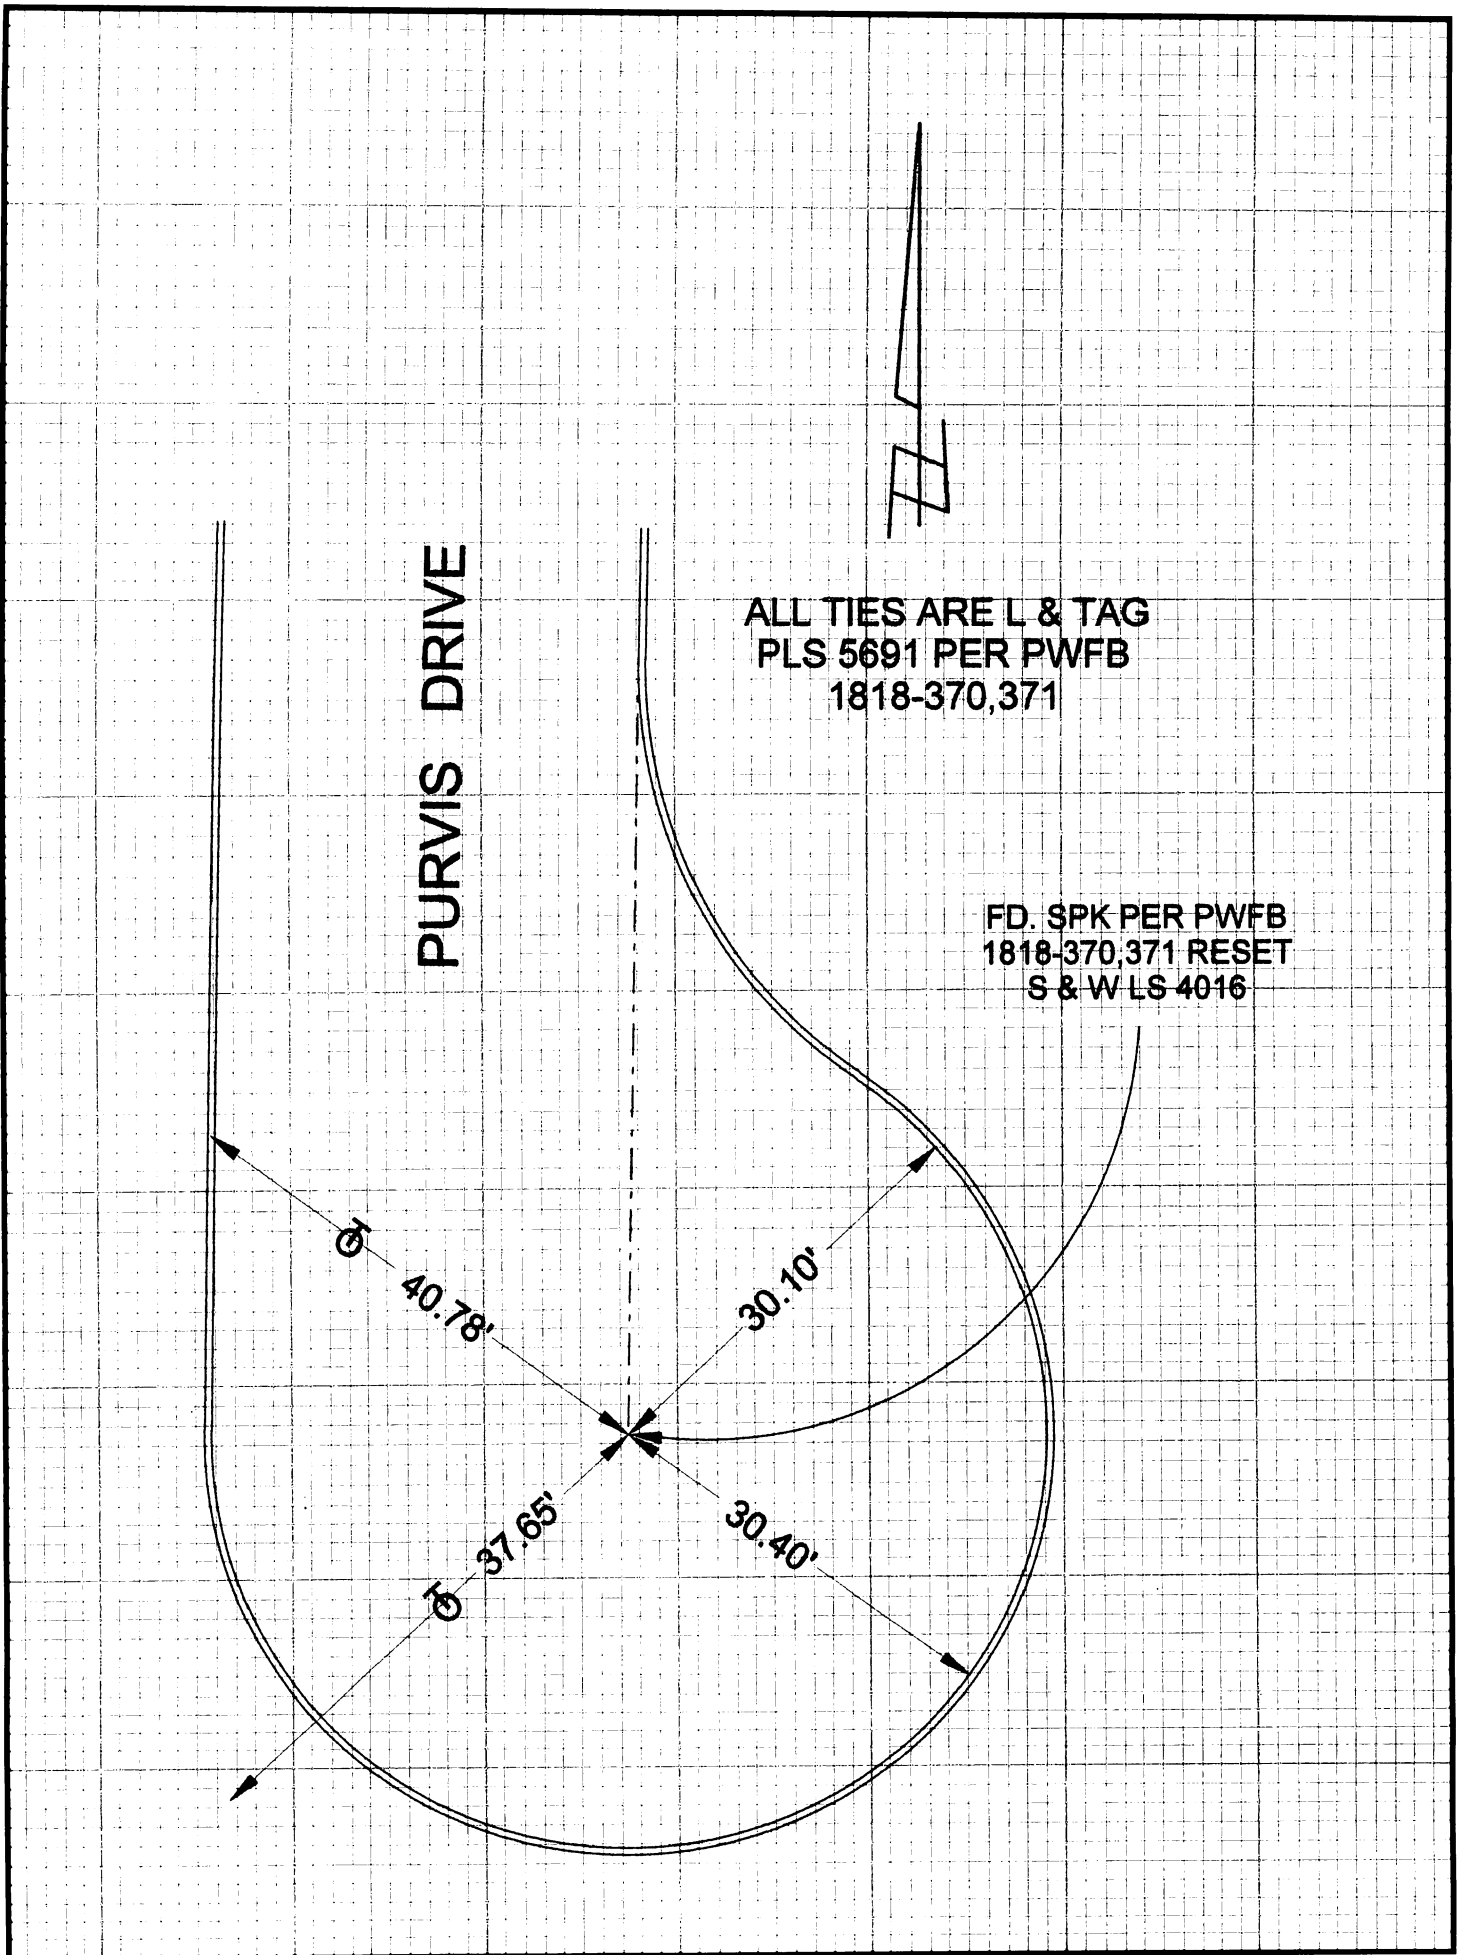 PURVIS DRIVE
ALL TIES ARE L & TAG
PLS 5691 PER PWFB
1818-370,371
FD. SPK PER PWFB
1818-370,371 RESET
S & W LS 4016
40.78'
30.10'
37.65'
30.40'